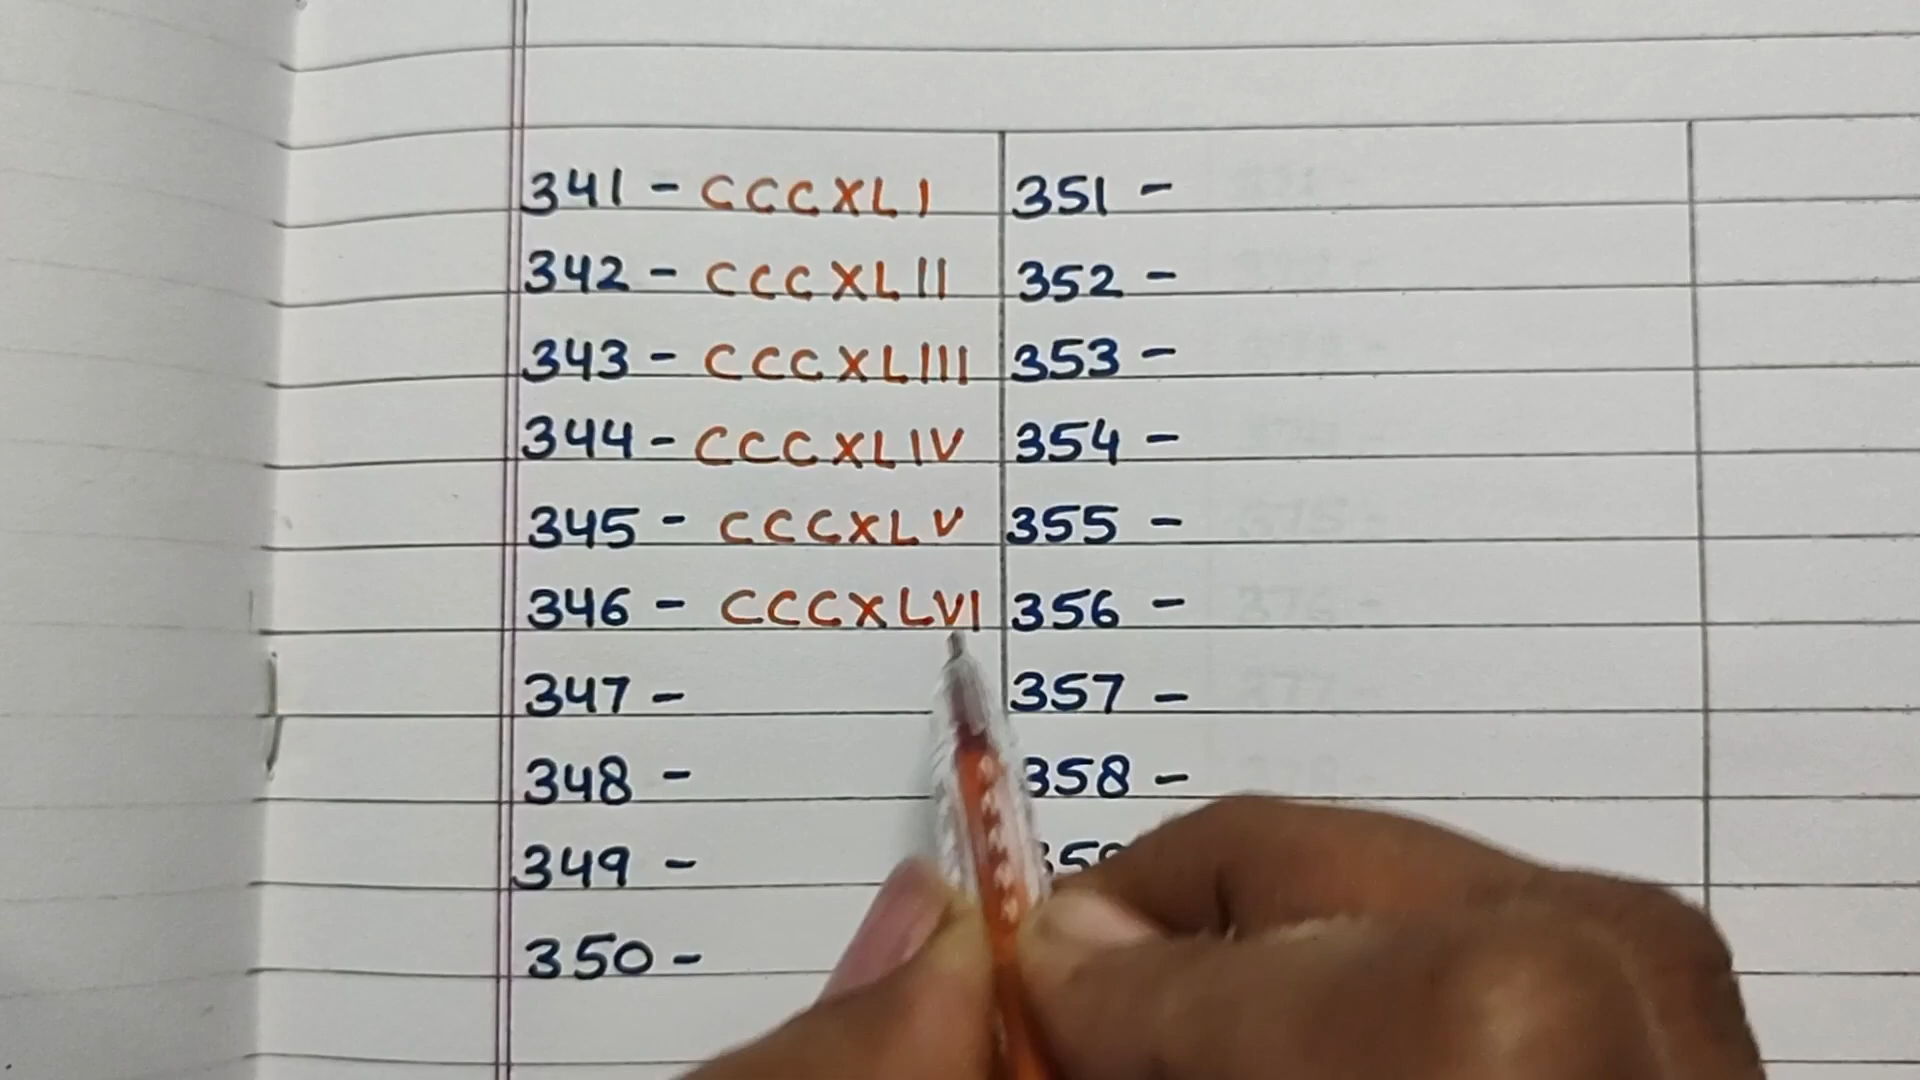 341 - CCCXLI
342 - CCCXLII
343 - CCCXLIII
344 - CCCXLIV
345 - CCCXLV
346 - CCCXLVI
347 -
348 -
349 -
350 -
351 -
352 -
353 -
354 -
355 -
356 -
357 -
358 -